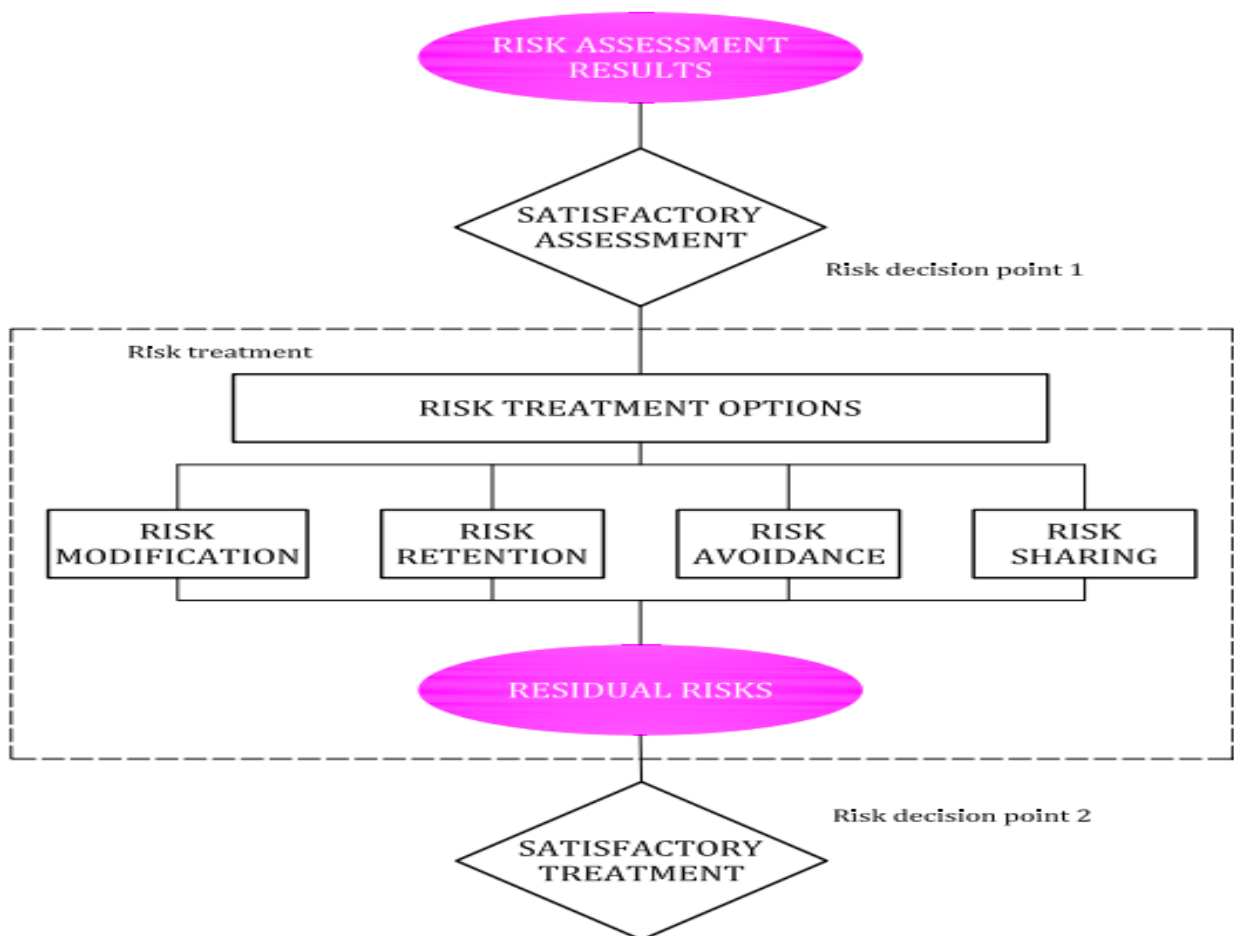 RISK ASSESSMENT
RESULTS
SATISFACTORY
ASSESSMENT
Risk decision point 1
Risk treatment
RISK TREATMENT OPTIONS
RISK
MODIFICATION
RISK
RETENTION
RISK
AVOIDANCE
RISK
SHARING
RESIDUAL RISKS
Risk decision point 2
SATISFACTORY
TREATMENT